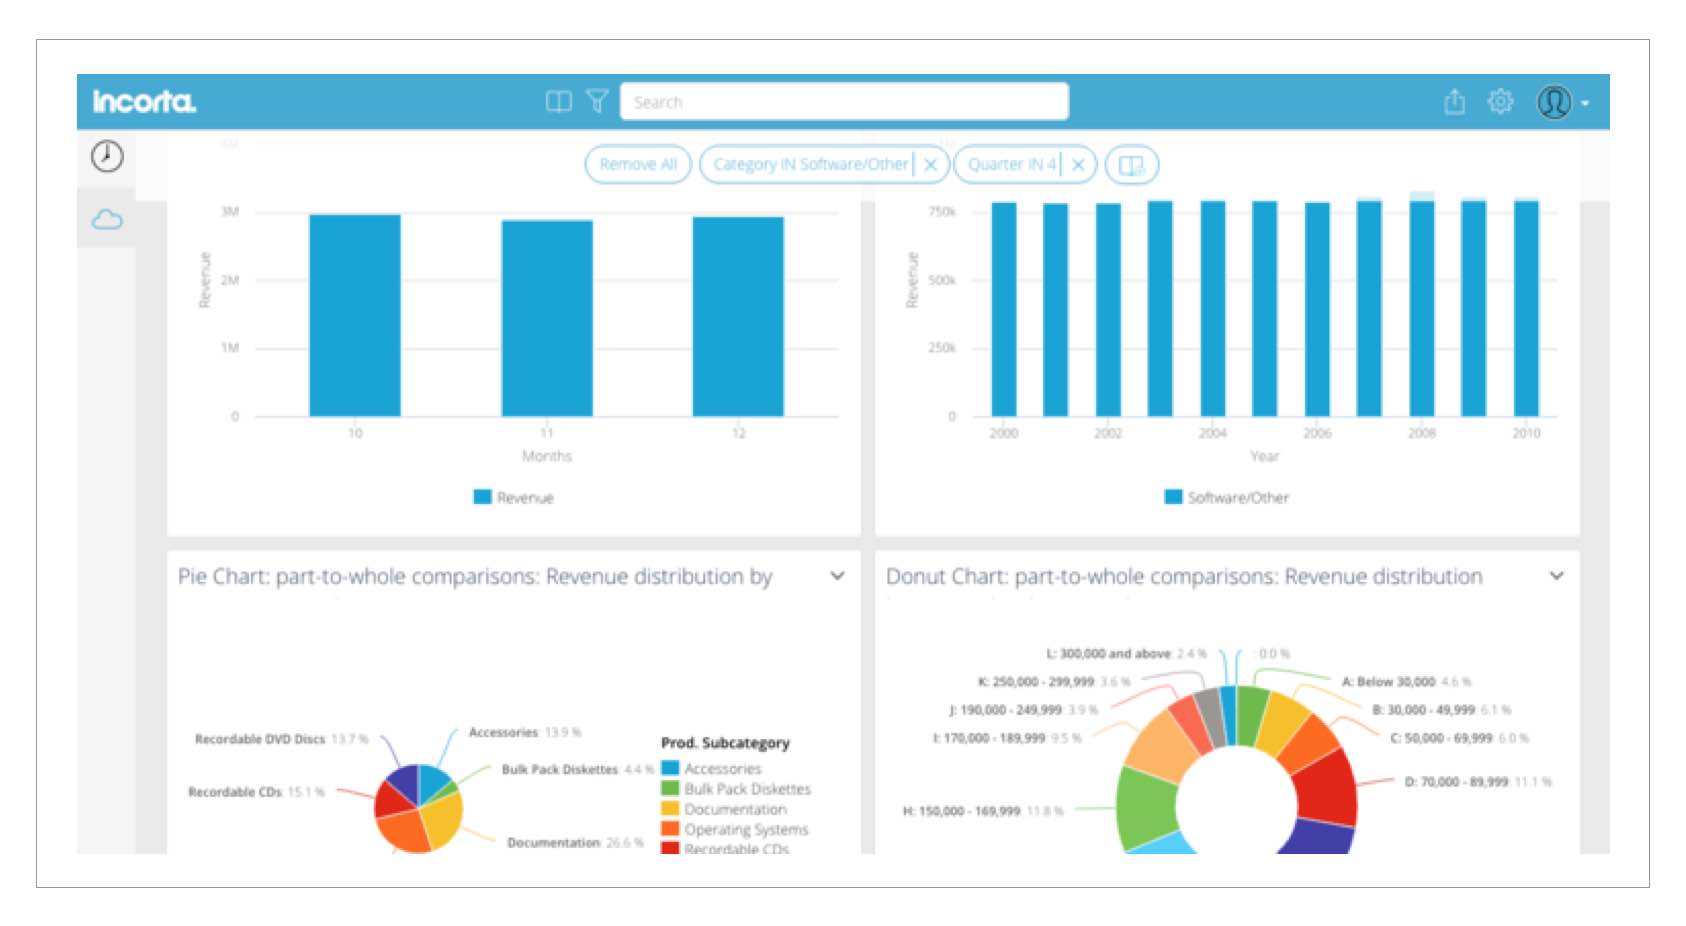 incorta.
Search
Remove All
Category IN Software/Other
Quarter IN 4
3M
2M
1M
0
Revenue
10
11
12
Months
Revenue
750k
500k
250k
0
Revenue
2000
2002
2004
2006
2008
2010
Year
Software/Other
Pie Chart: part-to-whole comparisons: Revenue distribution by
Recordable DVD Discs: 13.7 %
Accessories: 13.9 %
Bulk Pack Diskettes: 4.4 %
Recordable CDs: 15.1 %
Documentation: 26.6 %
Prod. Subcategory
Accessories
Bulk Pack Diskettes
Documentation
Operating Systems
Recordable CDs
Donut Chart: part-to-whole comparisons: Revenue distribution
L: 300,000 and above: 2.4 %
: 0.0 %
K: 250,000 - 299,999: 3.6 %
A: Below 30,000: 4.6 %
J: 190,000 - 249,999: 3.9 %
B: 30,000 - 49,999: 6.1 %
I: 170,000 - 189,999: 9.5 %
C: 50,000 - 69,999: 6.0 %
D: 70,000 - 89,999: 11.1 %
H: 150,000 - 169,999: 11.8 %